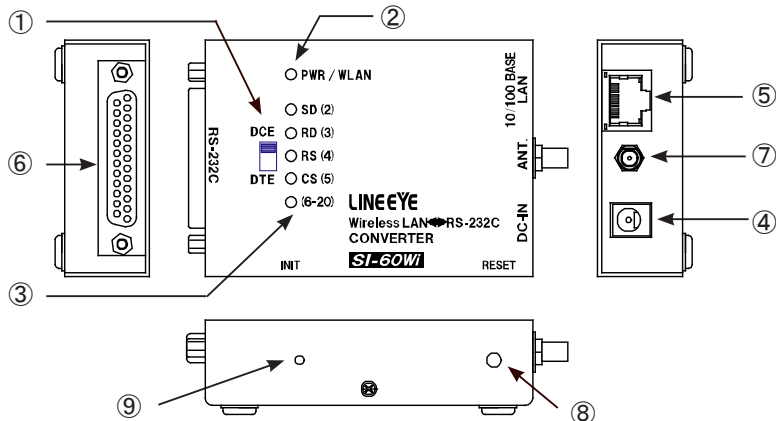 ①
②
PWR / WLAN
SD (2)
DCE
RD (3)
RS (4)
DTE
CS (5)
(6-20)
RS-232C
10/100 BASE
LAN
ANT.
DC-IN
LINEEYE
Wireless LAN◀▶RS-232C
CONVERTER
SI-60Wi
INIT
RESET
③
⑥
⑤
⑦
④
⑨
⑧